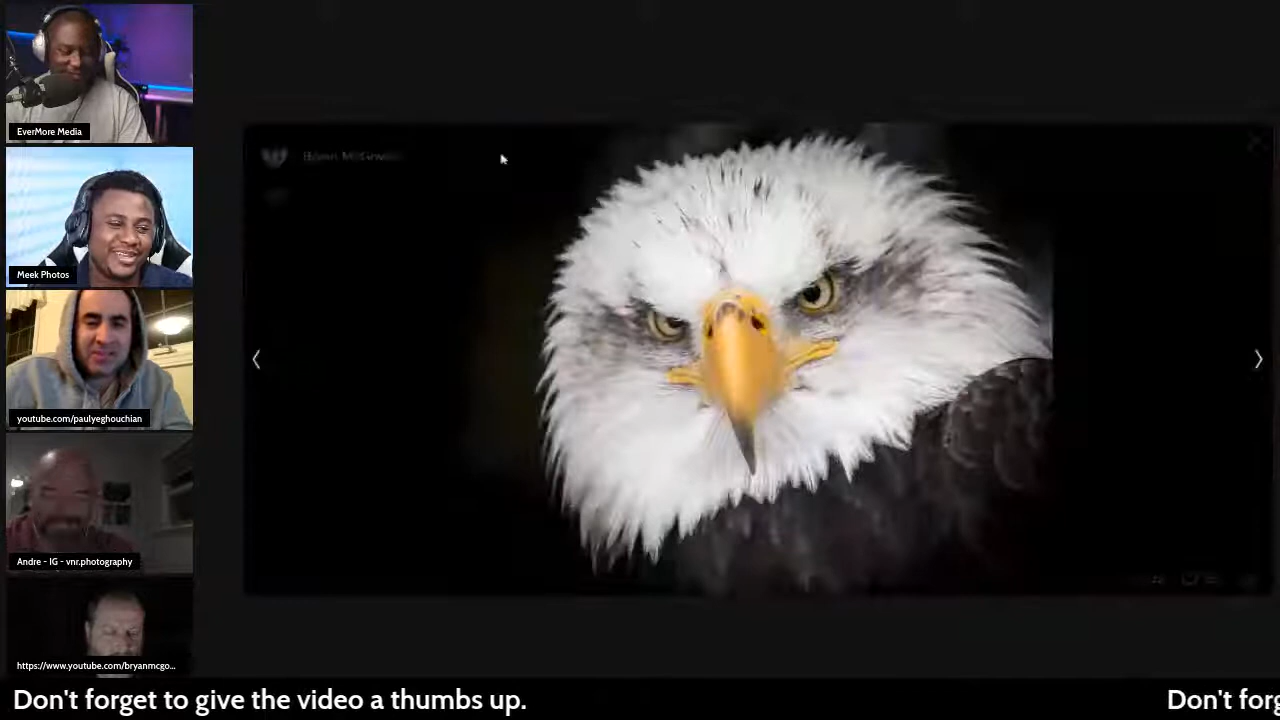 EverMore Media
Meek Photos
youtube.com/paulyeghouchian
Andre - IG - vnr.photography
https://www.youtube.com/bryanmcgo...
Don't forget to give the video a thumbs up.
Don't forg